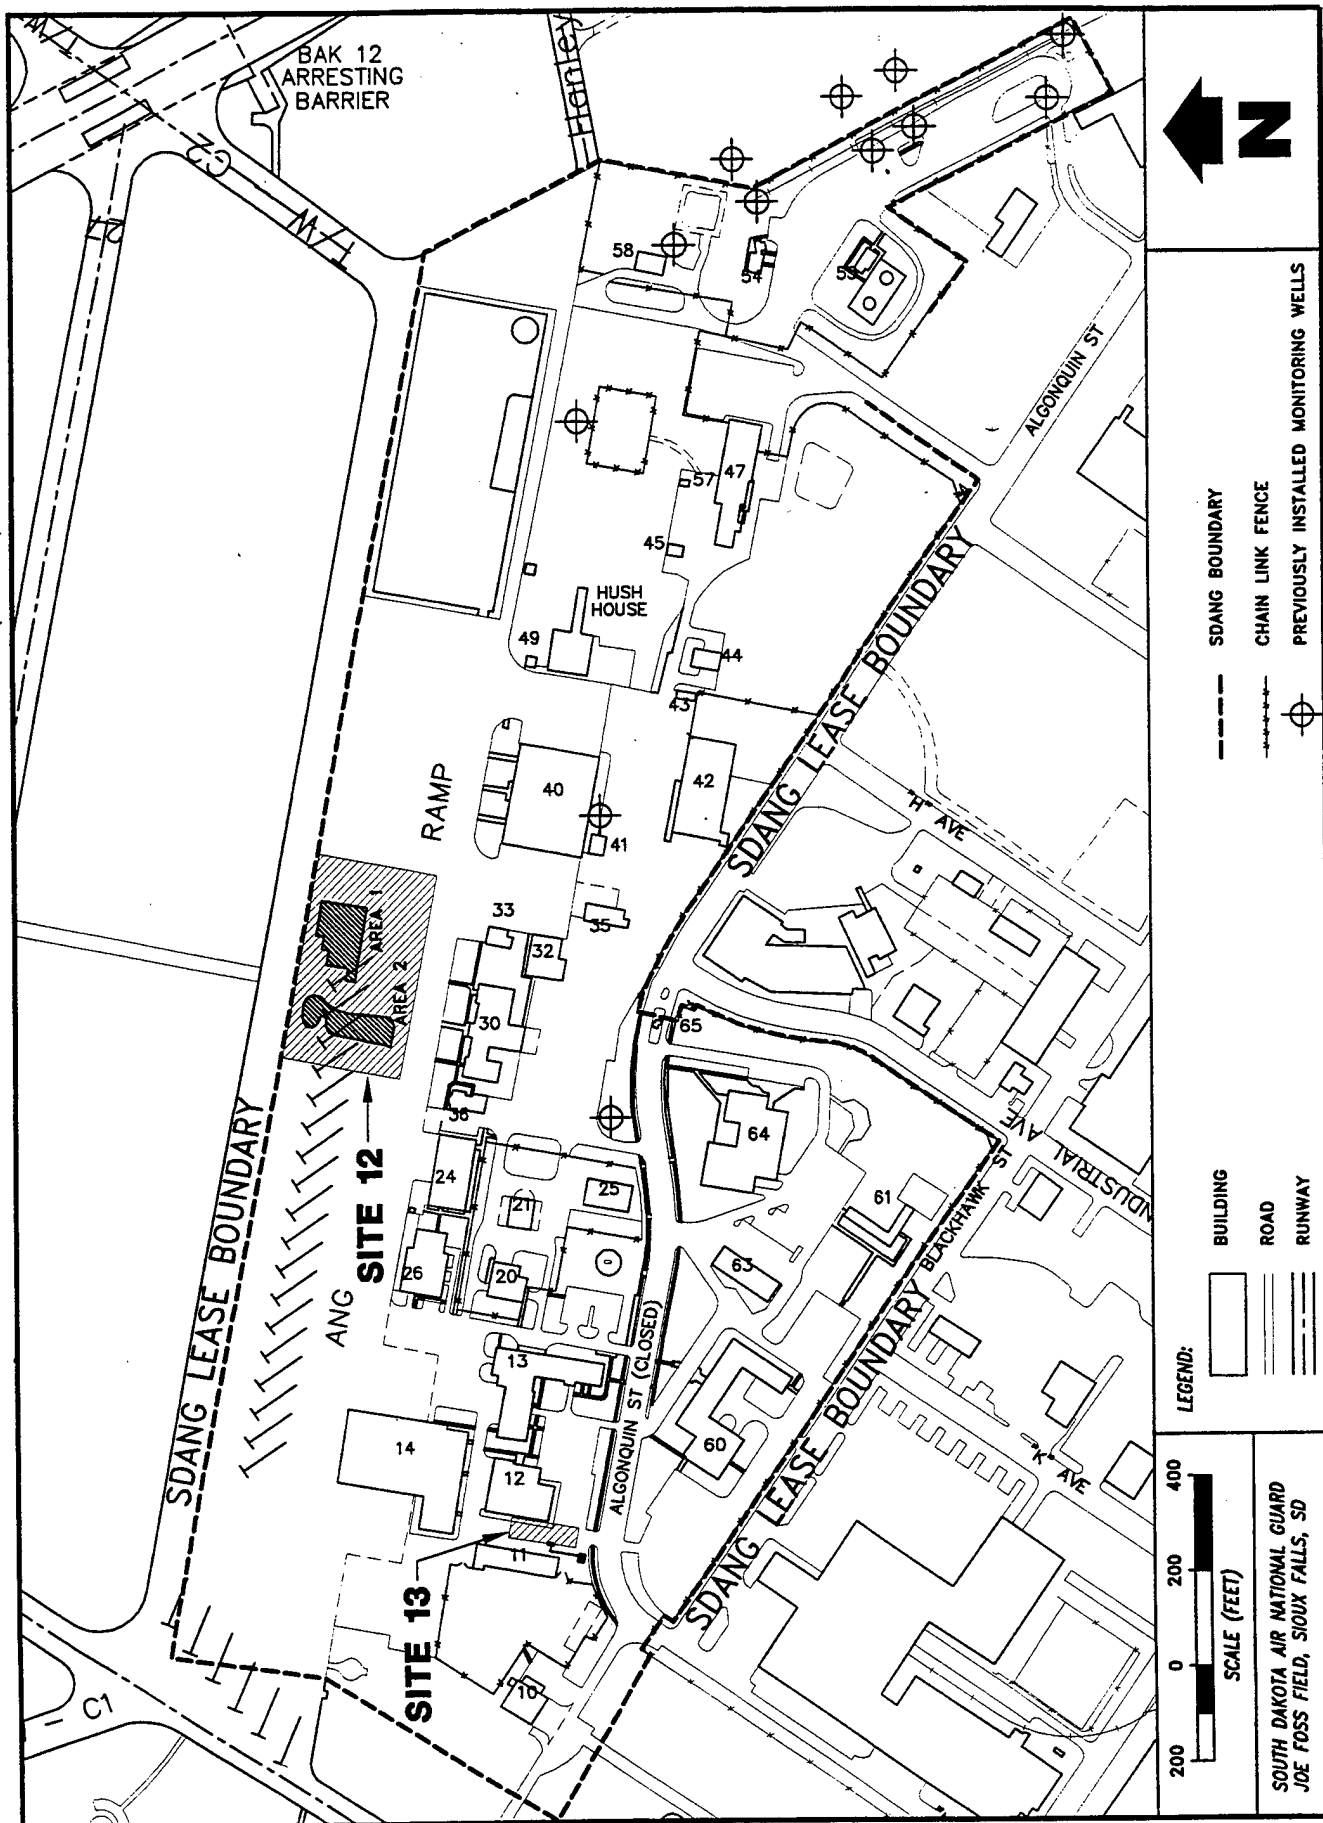 BAK 12
ARRESTING
BARRIER
Hanley
C2
T/W
R1
58
54
55
ALGONQUIN ST
57
47
45
HUSH
HOUSE
49
44
43
42
RAMP
40
41
SDANG LEASE BOUNDARY
"H" AVE
33
35
32
30
36
AREA 1
AREA 2
65
64
SITE 12
24
25
21
26
20
61
63
BLACKHAWK ST
INDUSTRIAL AVE
SDANG LEASE BOUNDARY
ANG
13
14
12
11
ALGONQUIN ST (CLOSED)
60
SDANG LEASE BOUNDARY
"K" AVE
SITE 13
10
C1
N
LEGEND:
BUILDING
ROAD
RUNWAY
SDANG BOUNDARY
CHAIN LINK FENCE
PREVIOUSLY INSTALLED MONITORING WELLS
200 0 200 400
SCALE (FEET)
SOUTH DAKOTA AIR NATIONAL GUARD
JOE FOSS FIELD, SIOUX FALLS, SD